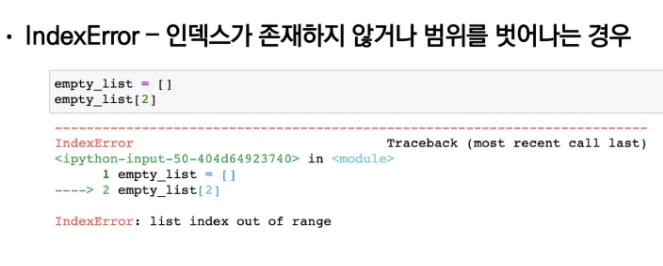 • IndexError – 인덱스가 존재하지 않거나 범위를 벗어나는 경우
empty_list = []
empty_list[2]
---------------------------------------------------------------------------
IndexError                                Traceback (most recent call last)
<ipython-input-50-404d64923740> in <module>
      1 empty_list = []
----> 2 empty_list[2]
IndexError: list index out of range